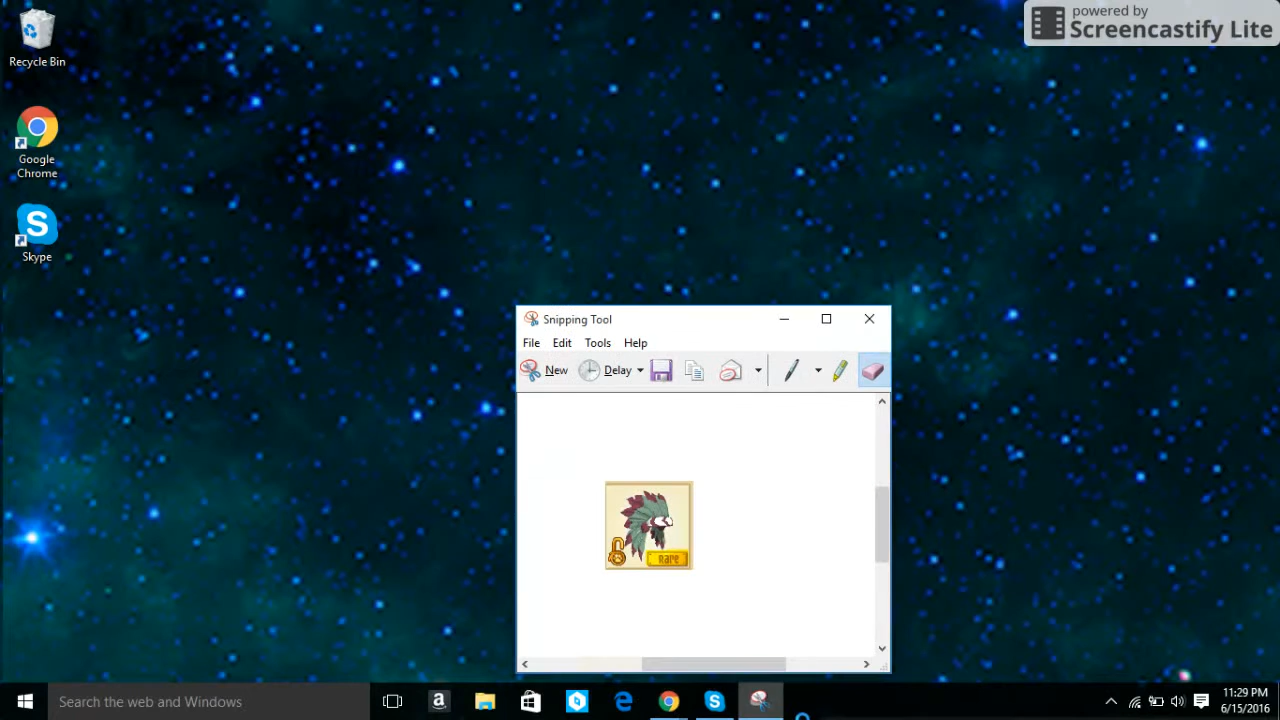 powered by
Screencastify Lite
Recycle Bin
Google
Chrome
S
Skype
Snipping Tool
File Edit Tools Help
New Delay
Rare
Search the web and Windows
a
S
11:29 PM
6/15/2016